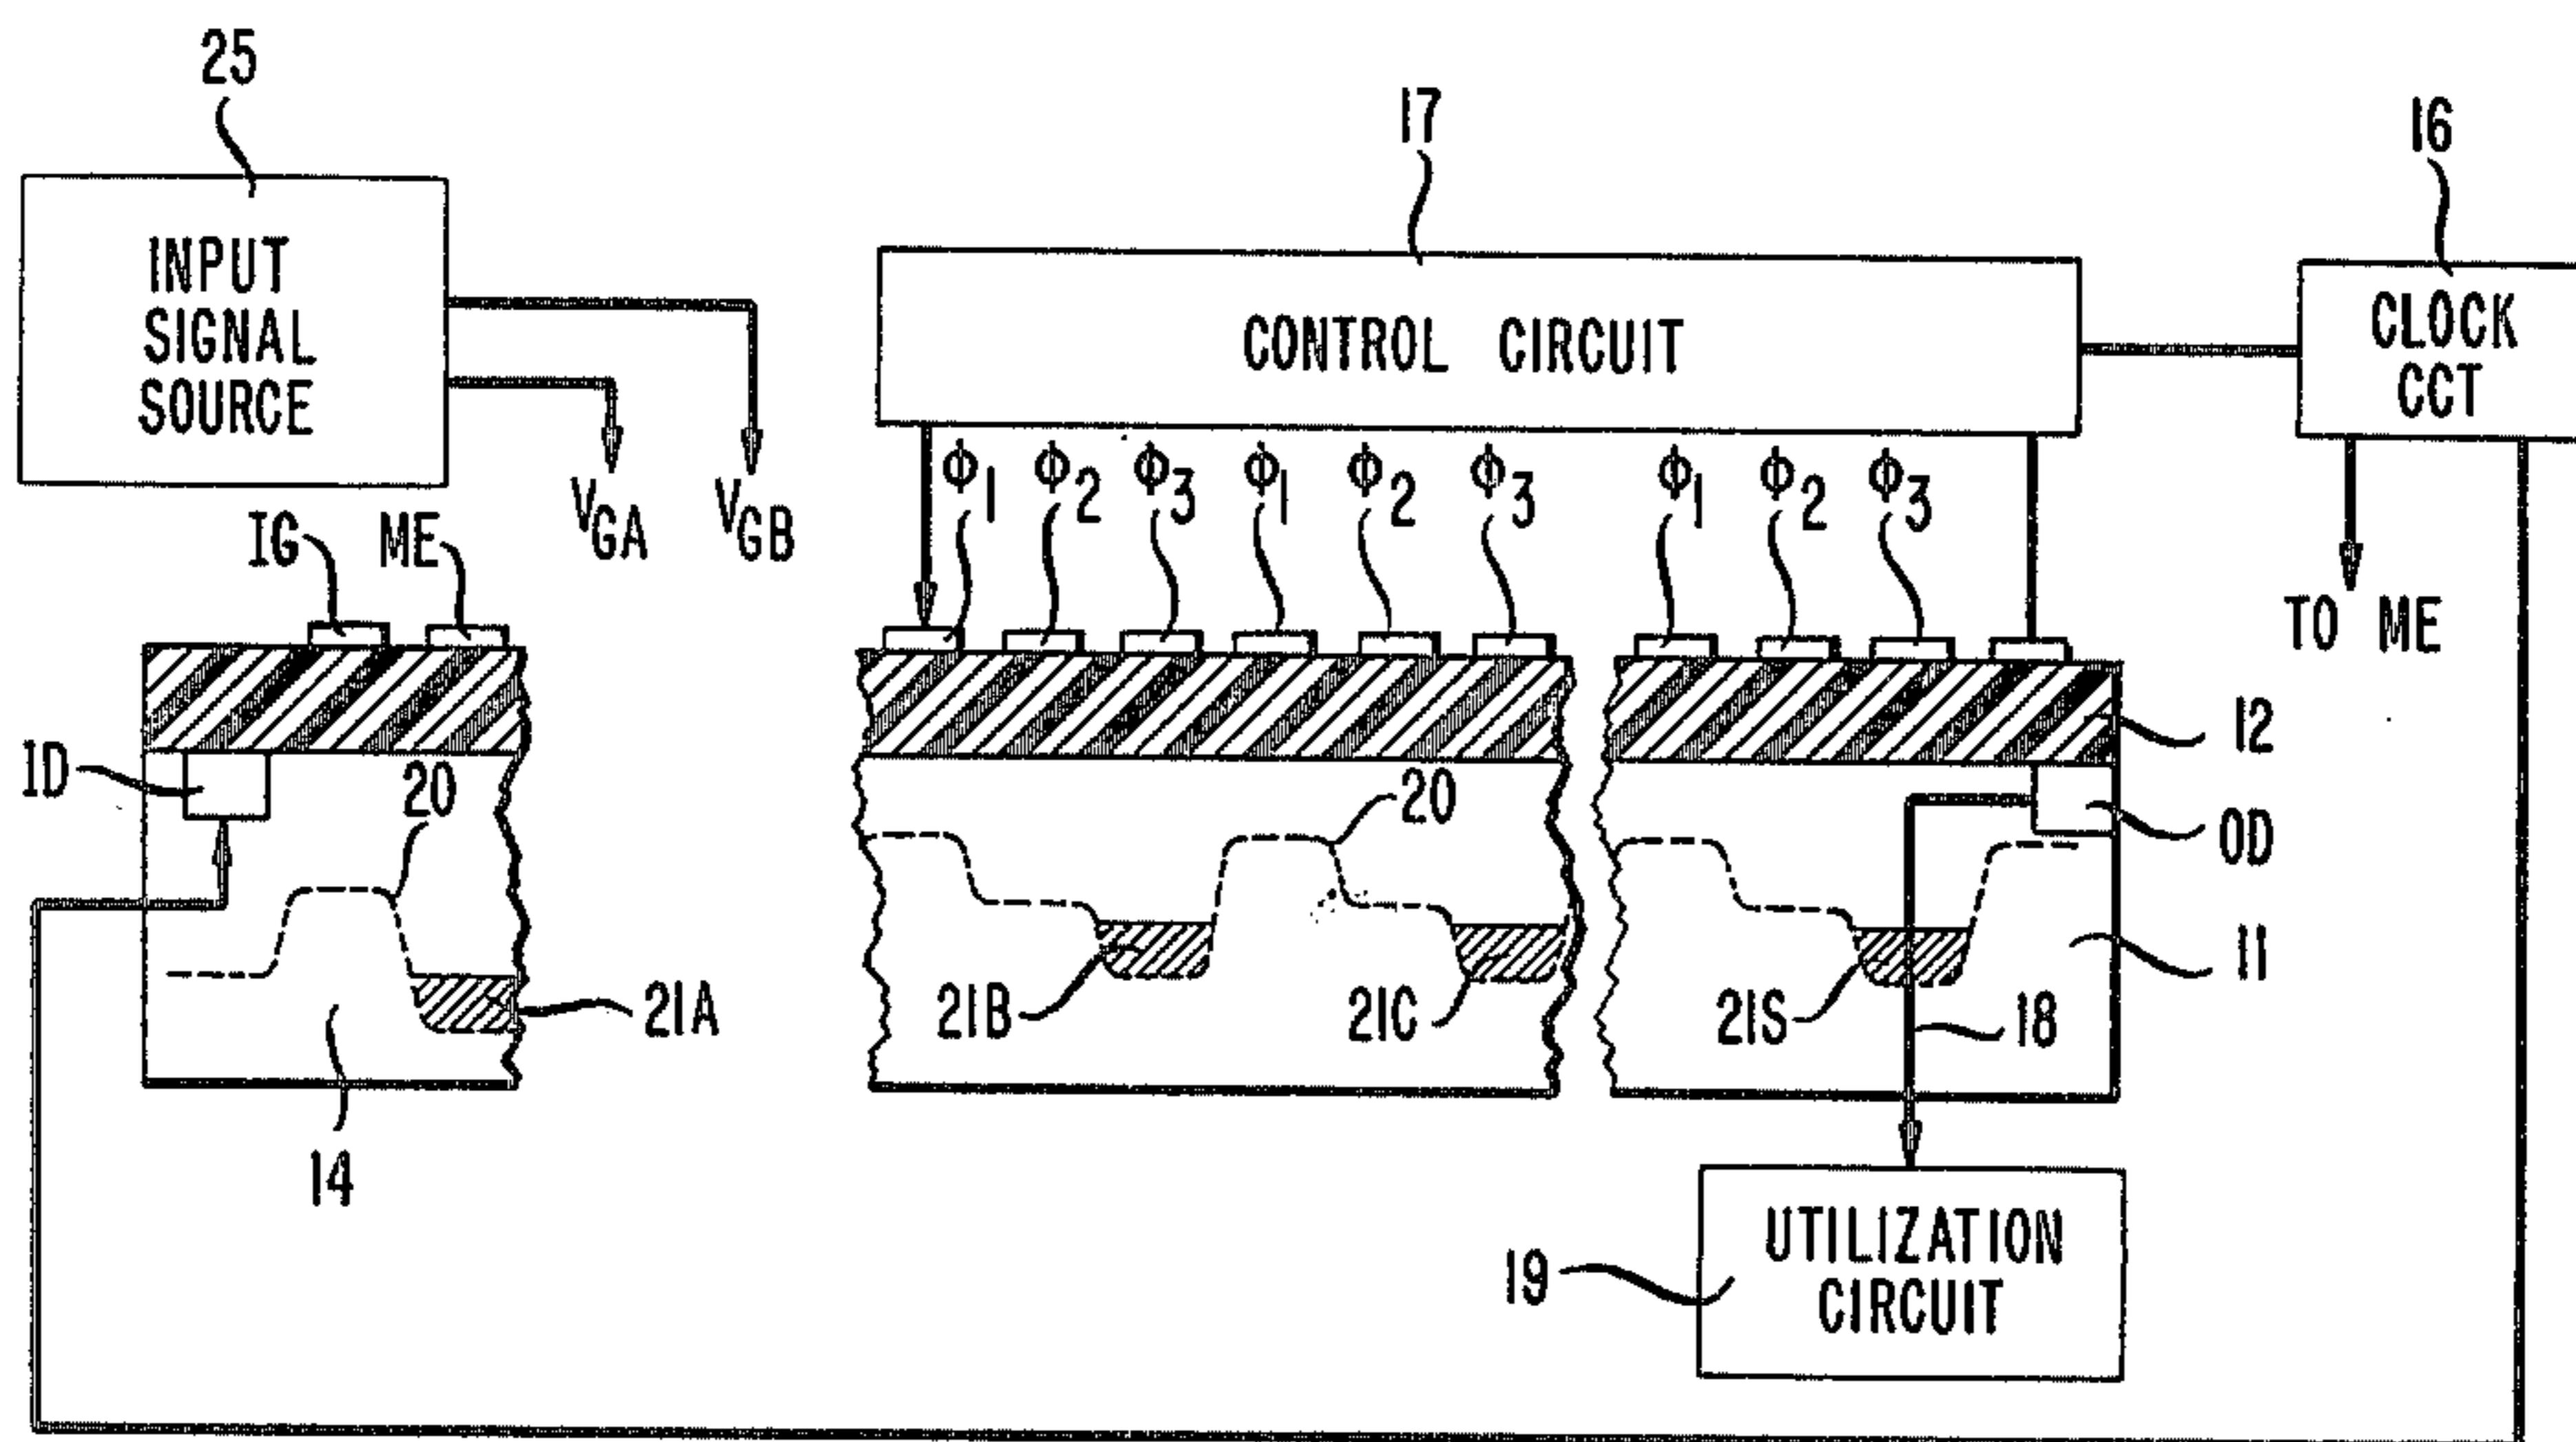 25
INPUT
SIGNAL
SOURCE
17
CONTROL CIRCUIT
16
CLOCK
CCT
IG
ME
VGA
VGB
ϕ1
ϕ2
ϕ3
ϕ1
ϕ2
ϕ3
ϕ1
ϕ2
ϕ3
TO ME
12
ID
20
20
OD
21A
21B
21C
21S
18
11
14
19
UTILIZATION
CIRCUIT